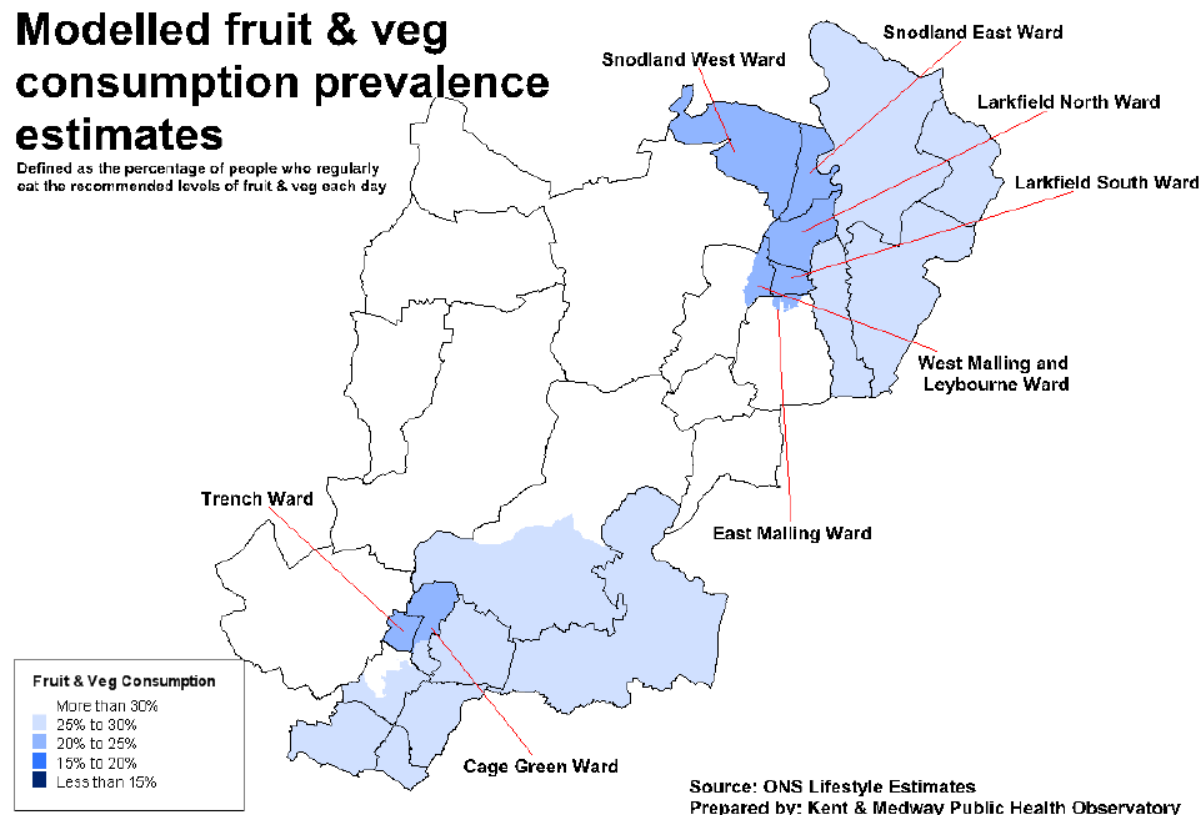 Modelled fruit & veg
consumption prevalence
estimates
Defined as the percentage of people who regularly
eat the recommended levels of fruit & veg each day
Snodland East Ward
Snodland West Ward
Larkfield North Ward
Larkfield South Ward
West Malling and
Leybourne Ward
Trench Ward
East Malling Ward
Cage Green Ward
Fruit & Veg Consumption
More than 30%
25% to 30%
20% to 25%
15% to 20%
Less than 15%
Source: ONS Lifestyle Estimates
Prepared by: Kent & Medway Public Health Observatory